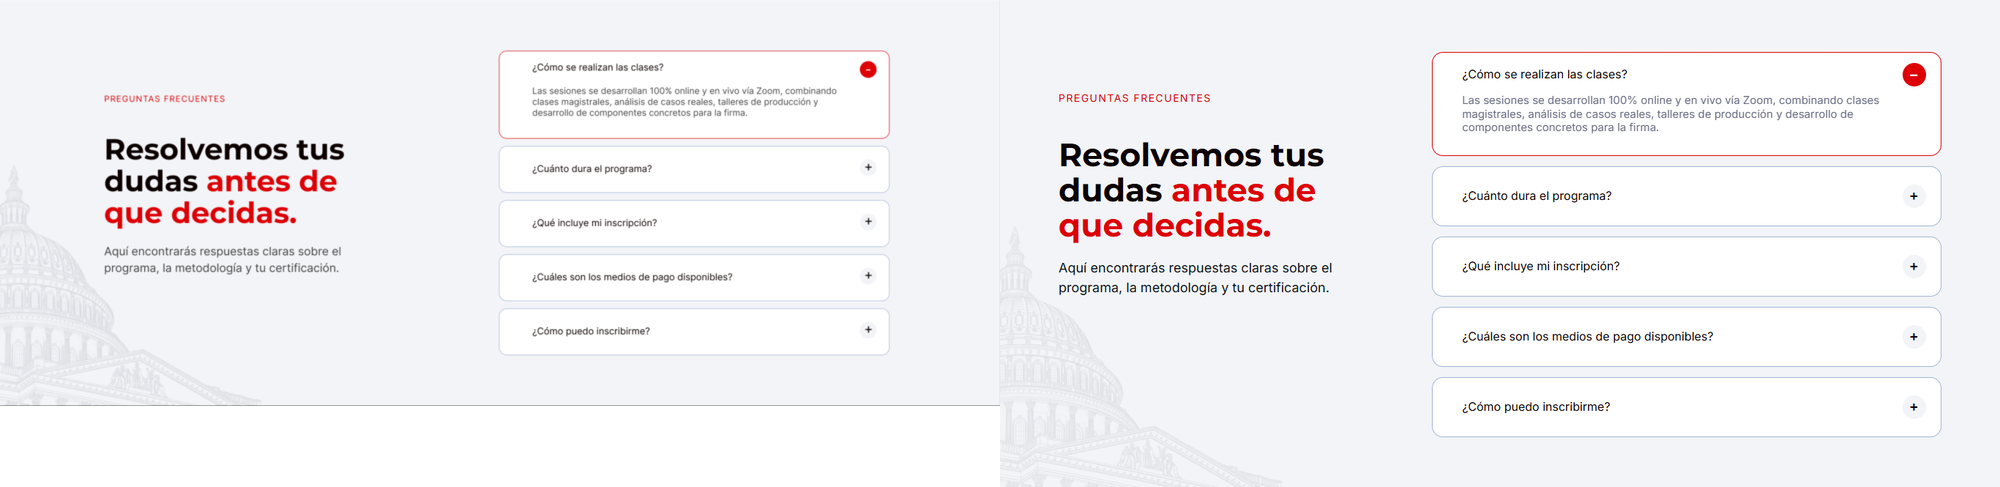 PREGUNTAS FRECUENTES
Resolvemos tus
dudas antes de
que decidas.
Aquí encontrarás respuestas claras sobre el
programa, la metodología y tu certificación.
¿Cómo se realizan las clases?
Las sesiones se desarrollan 100% online y en vivo vía Zoom, combinando
clases magistrales, análisis de casos reales, talleres de producción y
desarrollo de componentes concretos para la firma.
¿Cuánto dura el programa?
¿Qué incluye mi inscripción?
¿Cuáles son los medios de pago disponibles?
¿Cómo puedo inscribirme?
PREGUNTAS FRECUENTES
Resolvemos tus
dudas antes de
que decidas.
Aquí encontrarás respuestas claras sobre el
programa, la metodología y tu certificación.
¿Cómo se realizan las clases?
Las sesiones se desarrollan 100% online y en vivo vía Zoom, combinando clases
magistrales, análisis de casos reales, talleres de producción y desarrollo de
componentes concretos para la firma.
¿Cuánto dura el programa?
¿Qué incluye mi inscripción?
¿Cuáles son los medios de pago disponibles?
¿Cómo puedo inscribirme?